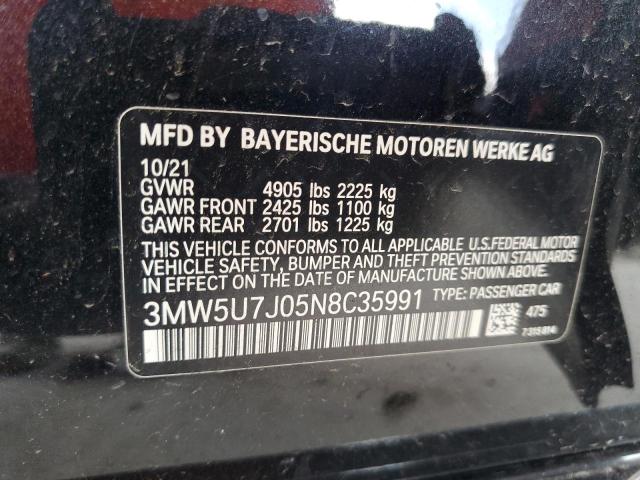 MFD BY BAYERISCHE MOTOREN WERKE AG
10/21
GVWR 4905 lbs 2225 kg
GAWR FRONT 2425 lbs 1100 kg
GAWR REAR 2701 lbs 1225 kg
THIS VEHICLE CONFORMS TO ALL APPLICABLE U.S.FEDERAL MOTOR
VEHICLE SAFETY, BUMPER AND THEFT PREVENTION STANDARDS
IN EFFECT ON THE DATE OF MANUFACTURE SHOWN ABOVE.
3MW5U7J05N8C35991 TYPE: PASSENGER CAR
475